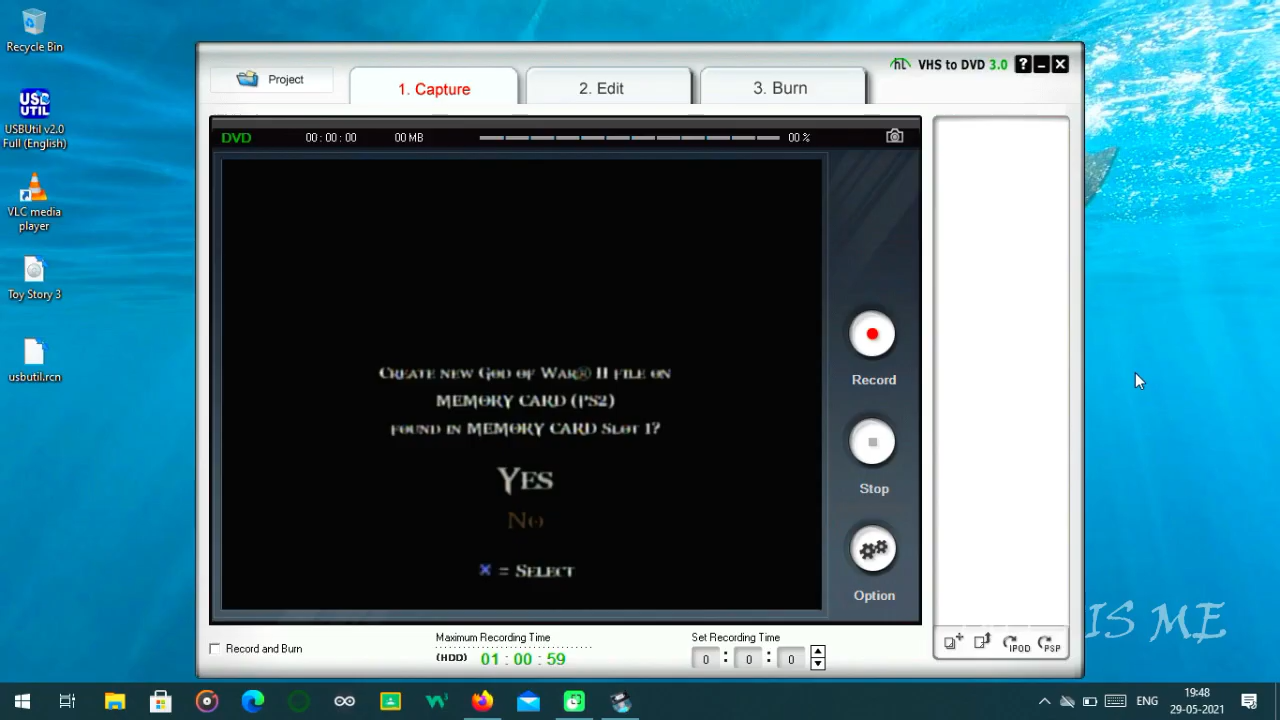 Recycle Bin
USBUtil v2.0
Full (English)
VLC media
player
Toy Story 3
usbutil.rcn
Project
1. Capture
2. Edit
3. Burn
VHS to DVD 3.0
DVD
00 : 00 : 00
00 MB
00 %
Create new God of War® II file on
MEMORY CARD (PS2)
found in MEMORY CARD Slot 1?
Yes
No
× = Select
Record
Stop
Option
Record and Burn
Maximum Recording Time
(HDD) 01 : 00 : 59
Set Recording Time
0 : 0 : 0
IPOD
PSP
IS ME
ENG
19:48
29-05-2021